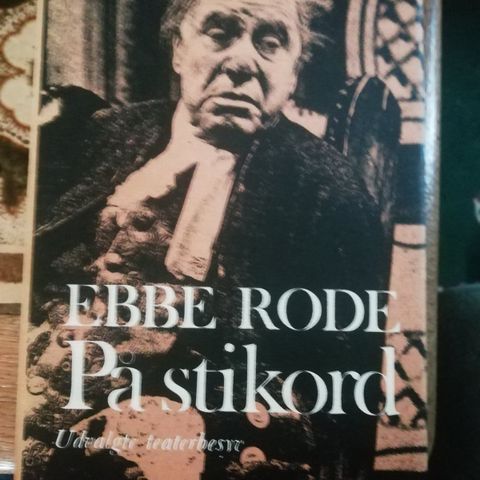 EBBE RODE
På stikord
Udvalgte